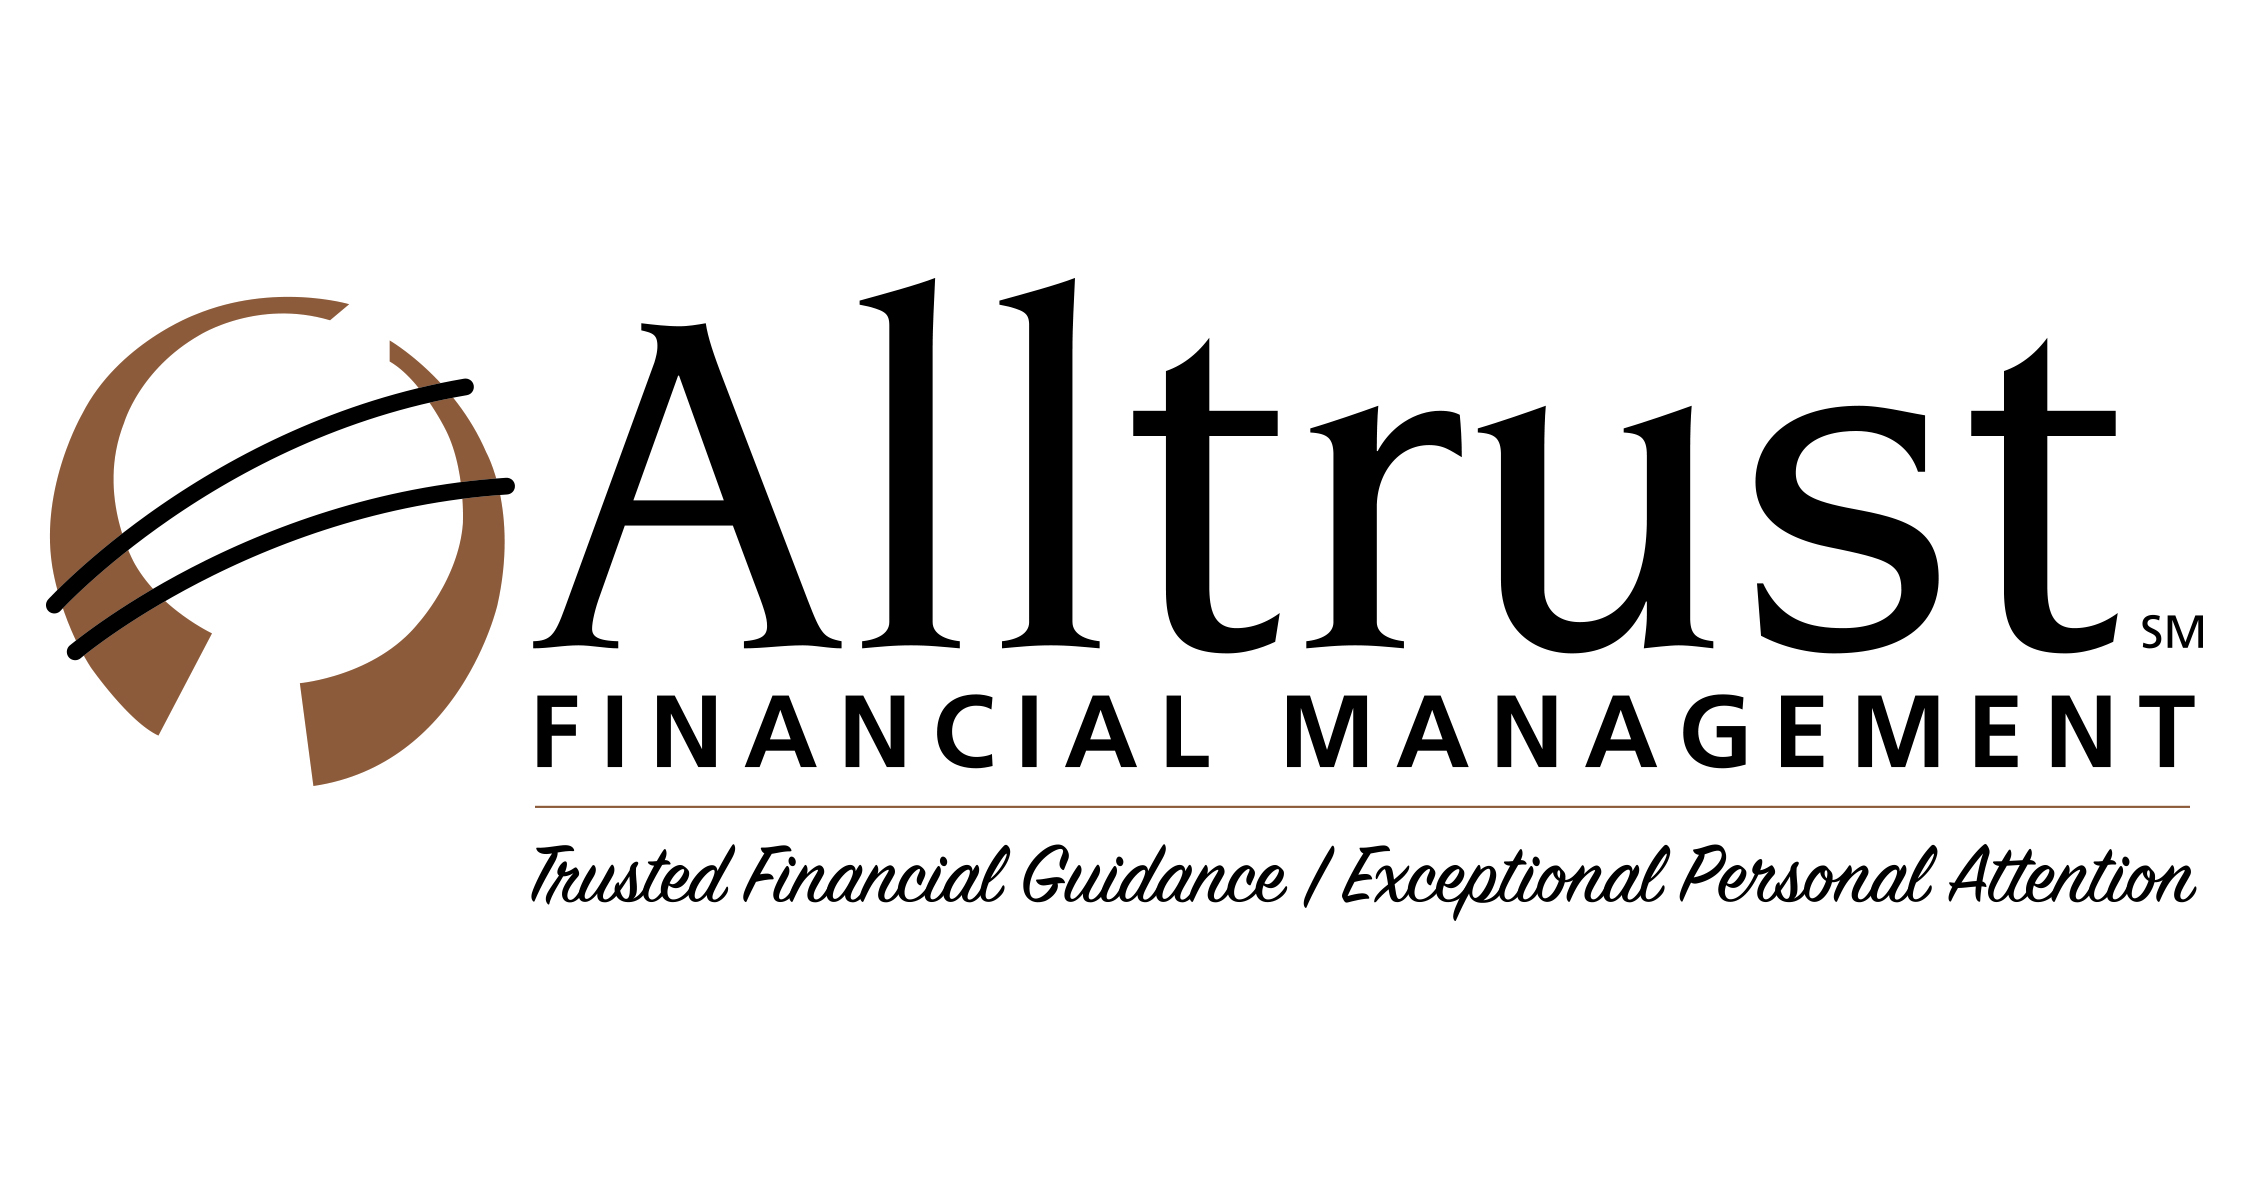 Alltrust SM
FINANCIAL MANAGEMENT
Trusted Financial Guidance / Exceptional Personal Attention